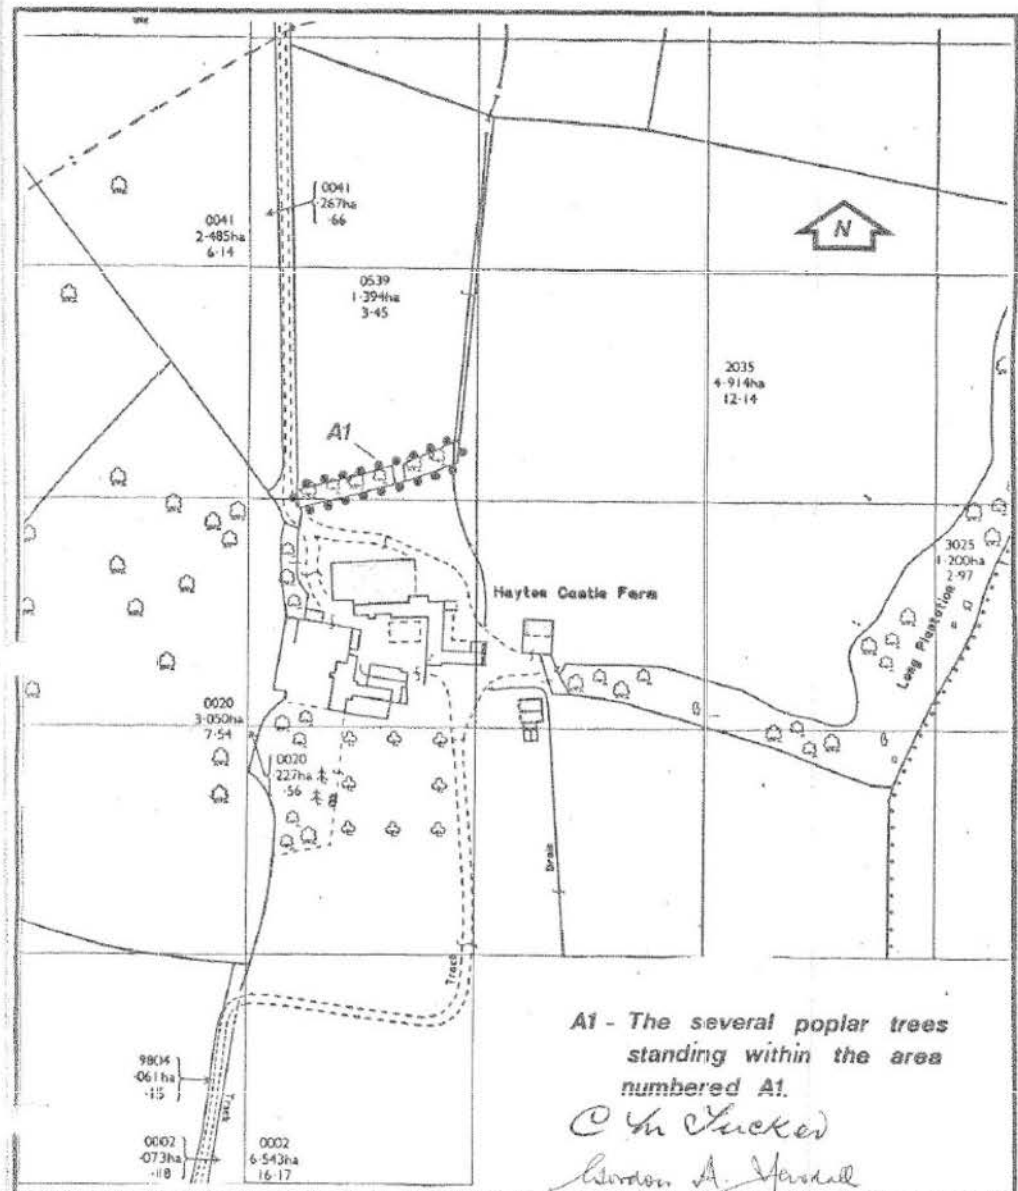 0041
·267ha
·66
0041
2·485ha
6·14
N
0539
1·394ha
3·45
2035
4·914ha
12·14
A1
3025
1·200ha
2·97
Hayton Castle Farm
Long Plantation
0020
3·050ha
7·54
0020
·227ha
·56
Drain
Track
9804
·061ha
·15
Track
0002
·073ha
·18
0002
6·543ha
16·17
A1 - The several poplar trees
standing within the area
numbered A1.
C M Tucker
Gordon A.